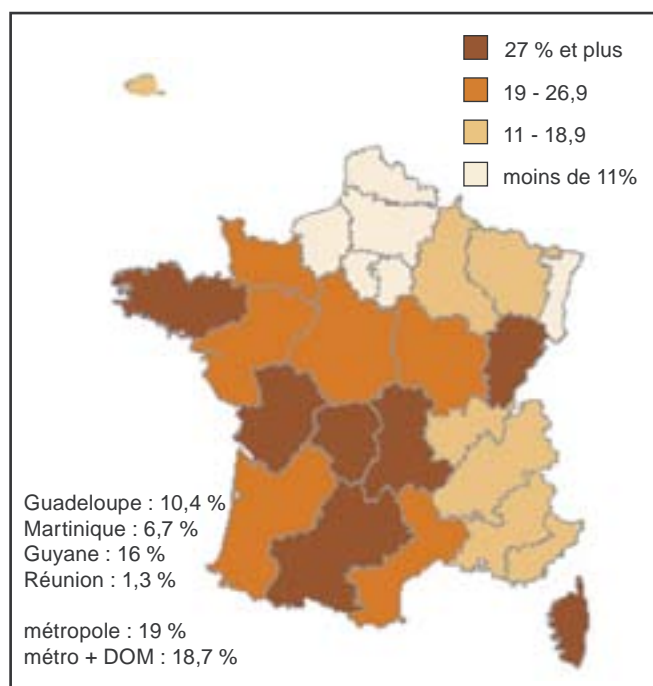 27 % et plus
19 - 26,9
11 - 18,9
moins de 11%
Guadeloupe : 10,4 %
Martinique : 6,7 %
Guyane : 16 %
Réunion : 1,3 %
métropole : 19 %
métro + DOM : 18,7 %